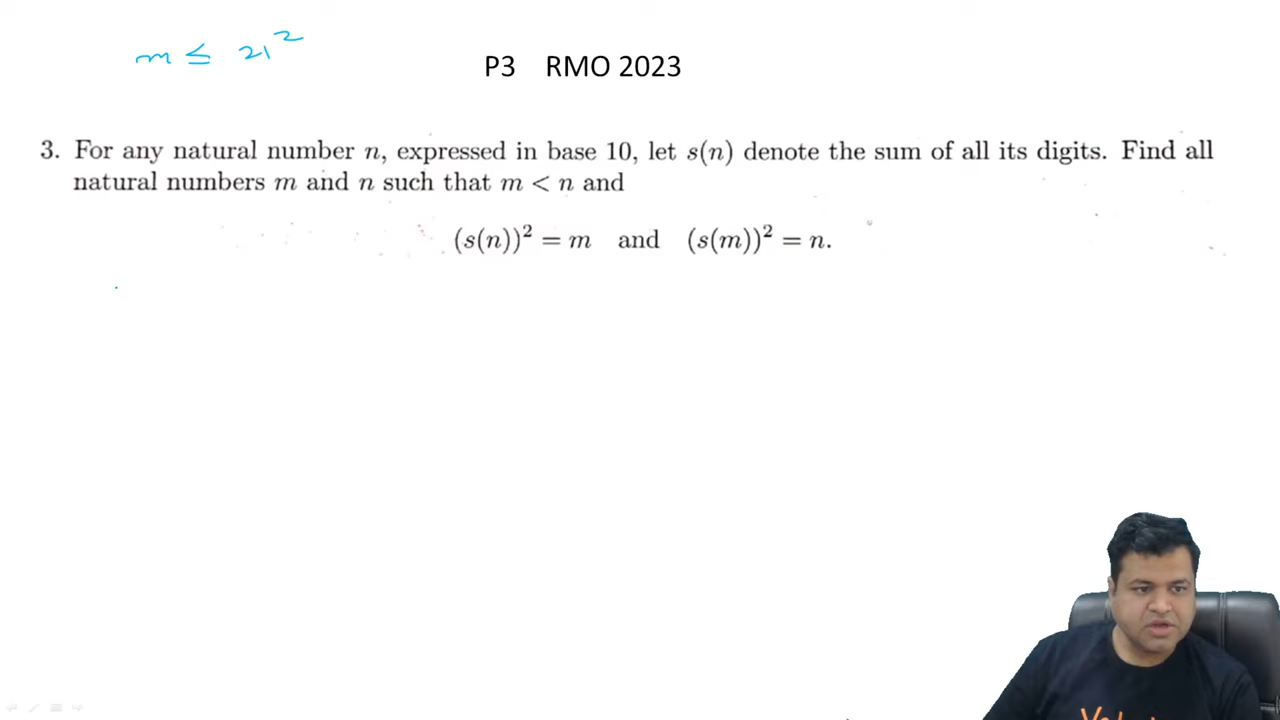 m ≤ 21²
P3 RMO 2023
3. For any natural number n, expressed in base 10, let s(n) denote the sum of all its digits. Find all
natural numbers m and n such that m < n and
(s(n))² = m and (s(m))² = n.